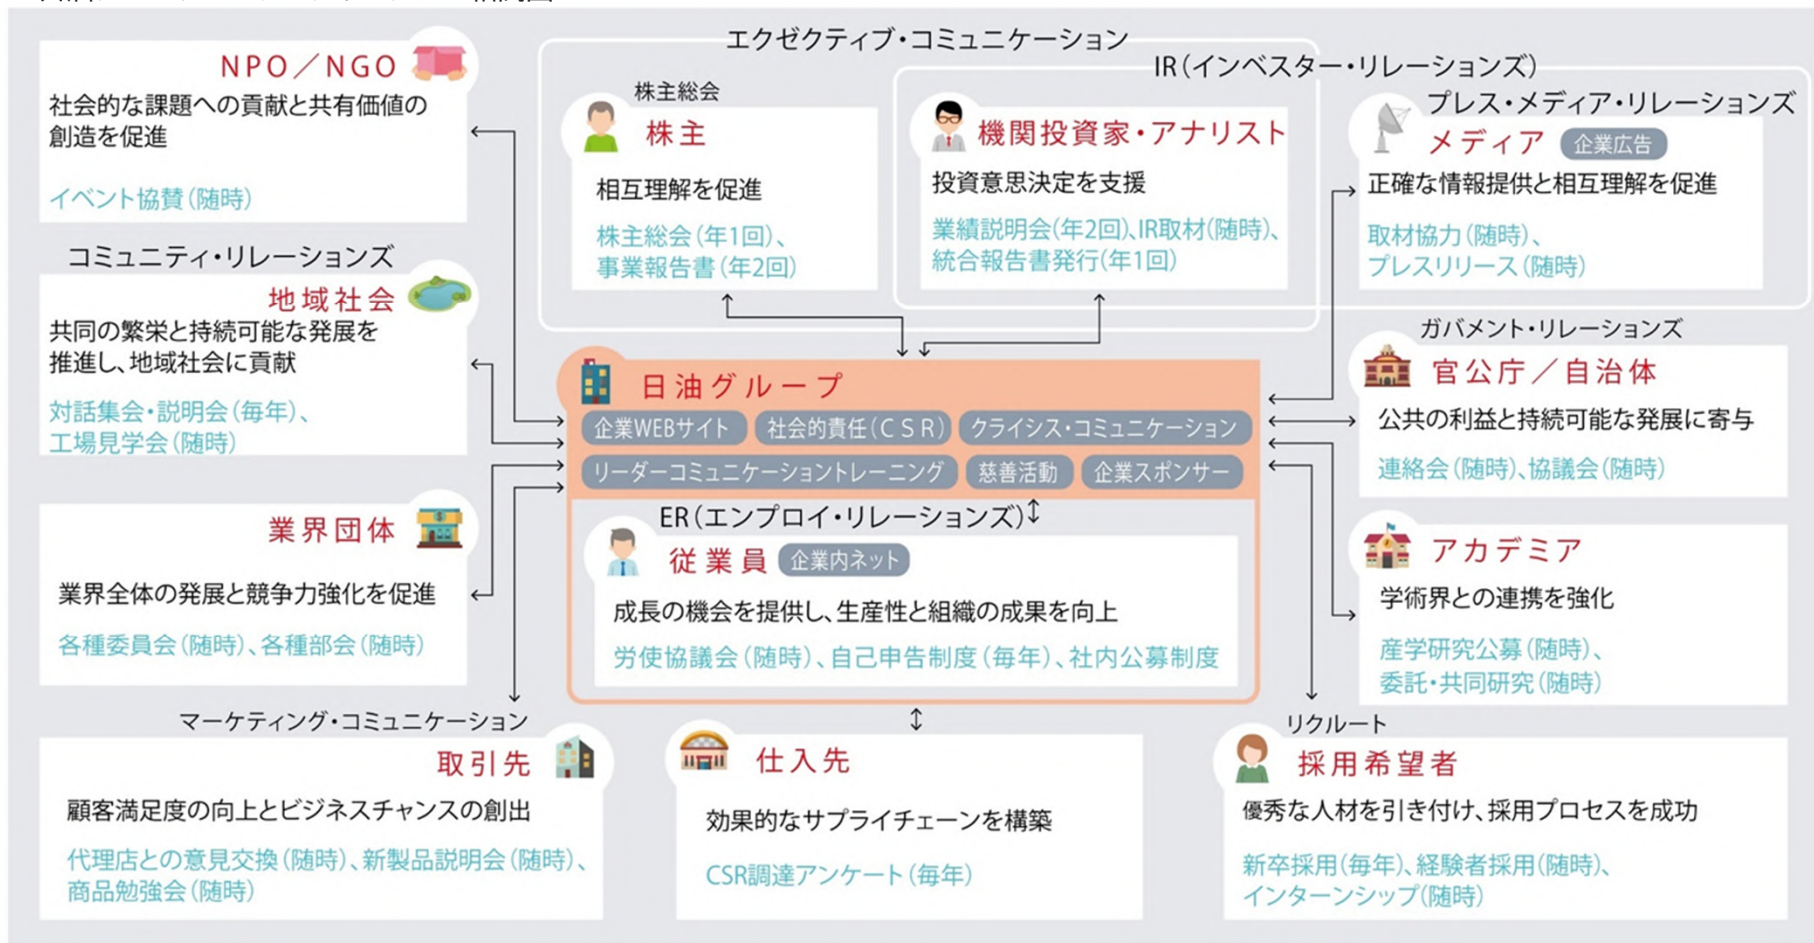 エクゼクティブ・コミュニケーション
IR(インベスター・リレーションズ)
NPO/NGO
社会的な課題への貢献と共有価値の
創造を促進
イベント協賛(随時)
株主総会
株主
相互理解を促進
株主総会(年1回)、
事業報告書(年2回)
機関投資家・アナリスト
投資意思決定を支援
業績説明会(年2回)、IR取材(随時)、
統合報告書発行(年1回)
プレス・メディア・リレーションズ
メディア 企業広告
正確な情報提供と相互理解を促進
取材協力(随時)、
プレスリリース(随時)
コミュニティ・リレーションズ
地域社会
共同の繁栄と持続可能な発展を
推進し、地域社会に貢献
対話集会・説明会(毎年)、
工場見学会(随時)
日油グループ
企業WEBサイト 社会的責任(CSR) クライシス・コミュニケーション
リーダーコミュニケーショントレーニング 慈善活動 企業スポンサー
ER(エンプロイ・リレーションズ)
従業員 企業内ネット
成長の機会を提供し、生産性と組織の成果を向上
労使協議会(随時)、自己申告制度(毎年)、社内公募制度
ガバメント・リレーションズ
官公庁/自治体
公共の利益と持続可能な発展に寄与
連絡会(随時)、協議会(随時)
業界団体
業界全体の発展と競争力強化を促進
各種委員会(随時)、各種部会(随時)
アカデミア
学術界との連携を強化
産学研究公募(随時)、
委託・共同研究(随時)
マーケティング・コミュニケーション
取引先
顧客満足度の向上とビジネスチャンスの創出
代理店との意見交換(随時)、新製品説明会(随時)、
商品勉強会(随時)
仕入先
効果的なサプライチェーンを構築
CSR調達アンケート(毎年)
リクルート
採用希望者
優秀な人材を引き付け、採用プロセスを成功
新卒採用(毎年)、経験者採用(随時)、
インターンシップ(随時)